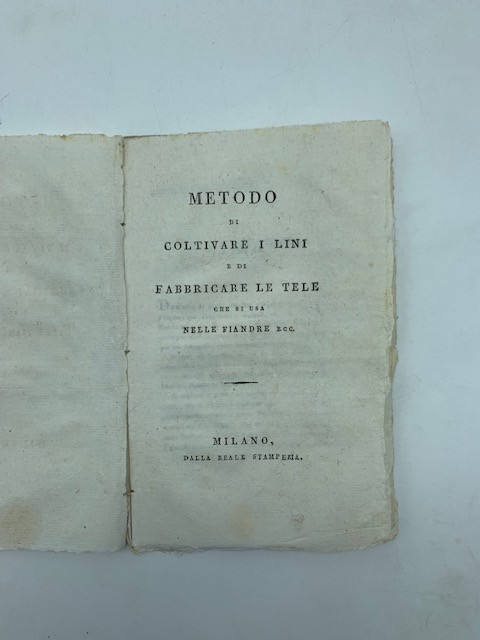 METODO
DI
COLTIVARE I LINI
E DI
FABBRICARE LE TELE
CHE SI USA
NELLE FIANDRE ECC.
MILANO,
DALLA REALE STAMPERIA.